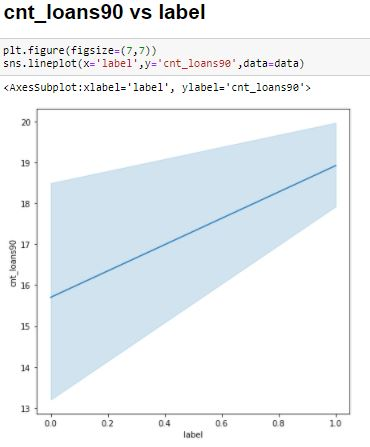 cnt_loans90 vs label
plt.figure(figsize=(7,7))
sns.lineplot(x='label',y='cnt_loans90',data=data)
<AxesSubplot:xlabel='label', ylabel='cnt_loans90'>
20
19
18
17
16
15
14
13
cnt_loans90
0.0 0.2 0.4 0.6 0.8 1.0
label